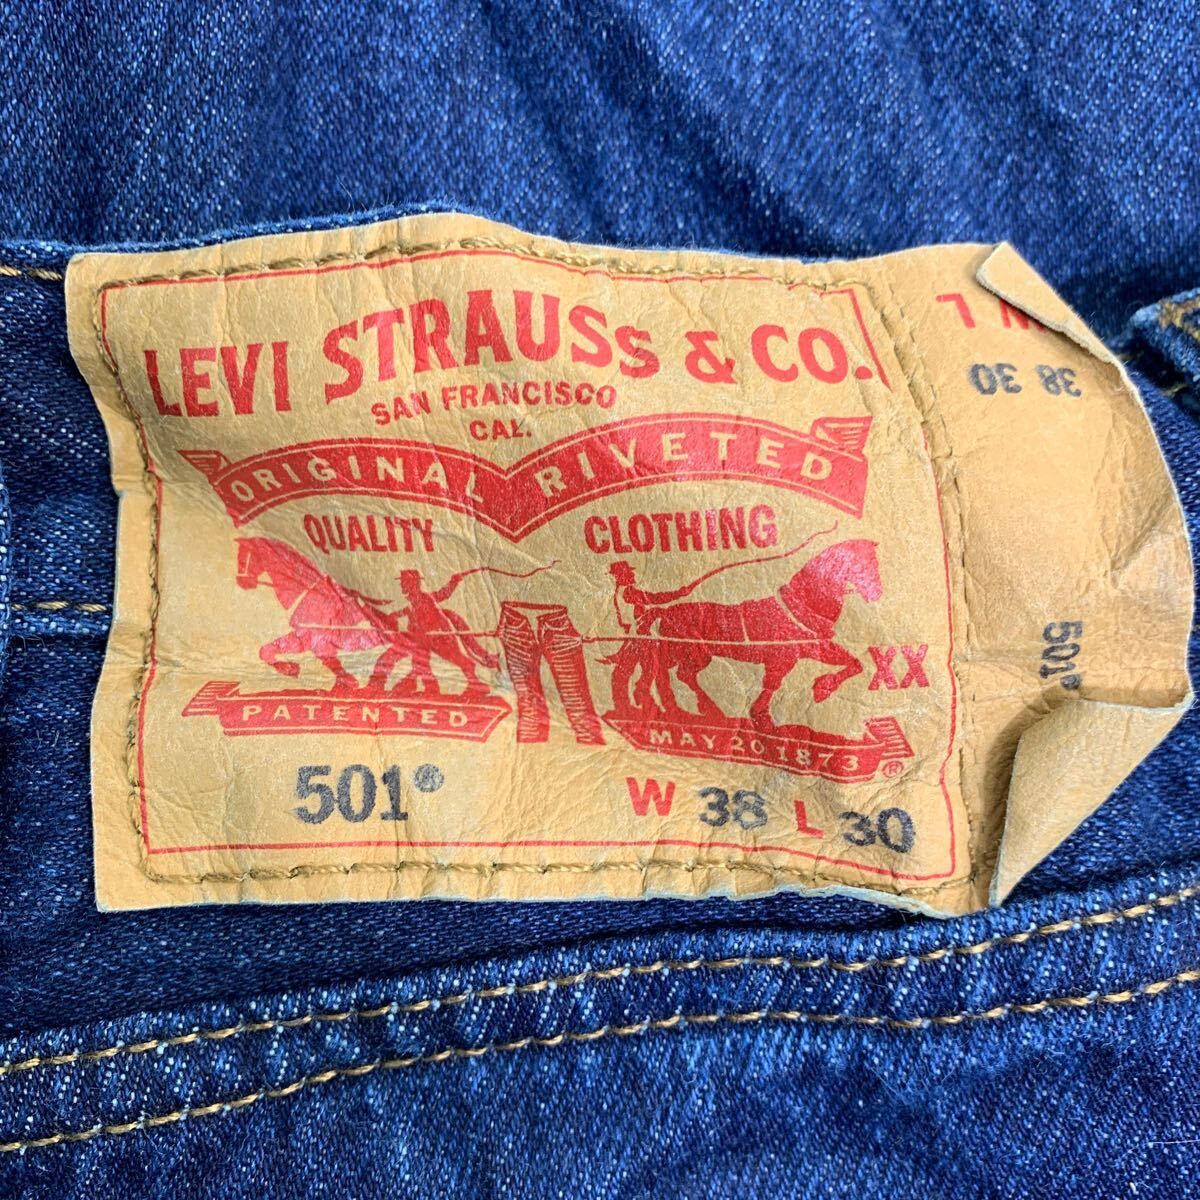 LEVI STRAUSS & CO.
SAN FRANCISCO
CAL.
ORIGINAL RIVETED
QUALITY CLOTHING
XX
PATENTED MAY 20 1873 ®
501® W 38 L 30
W L
38 30
501®